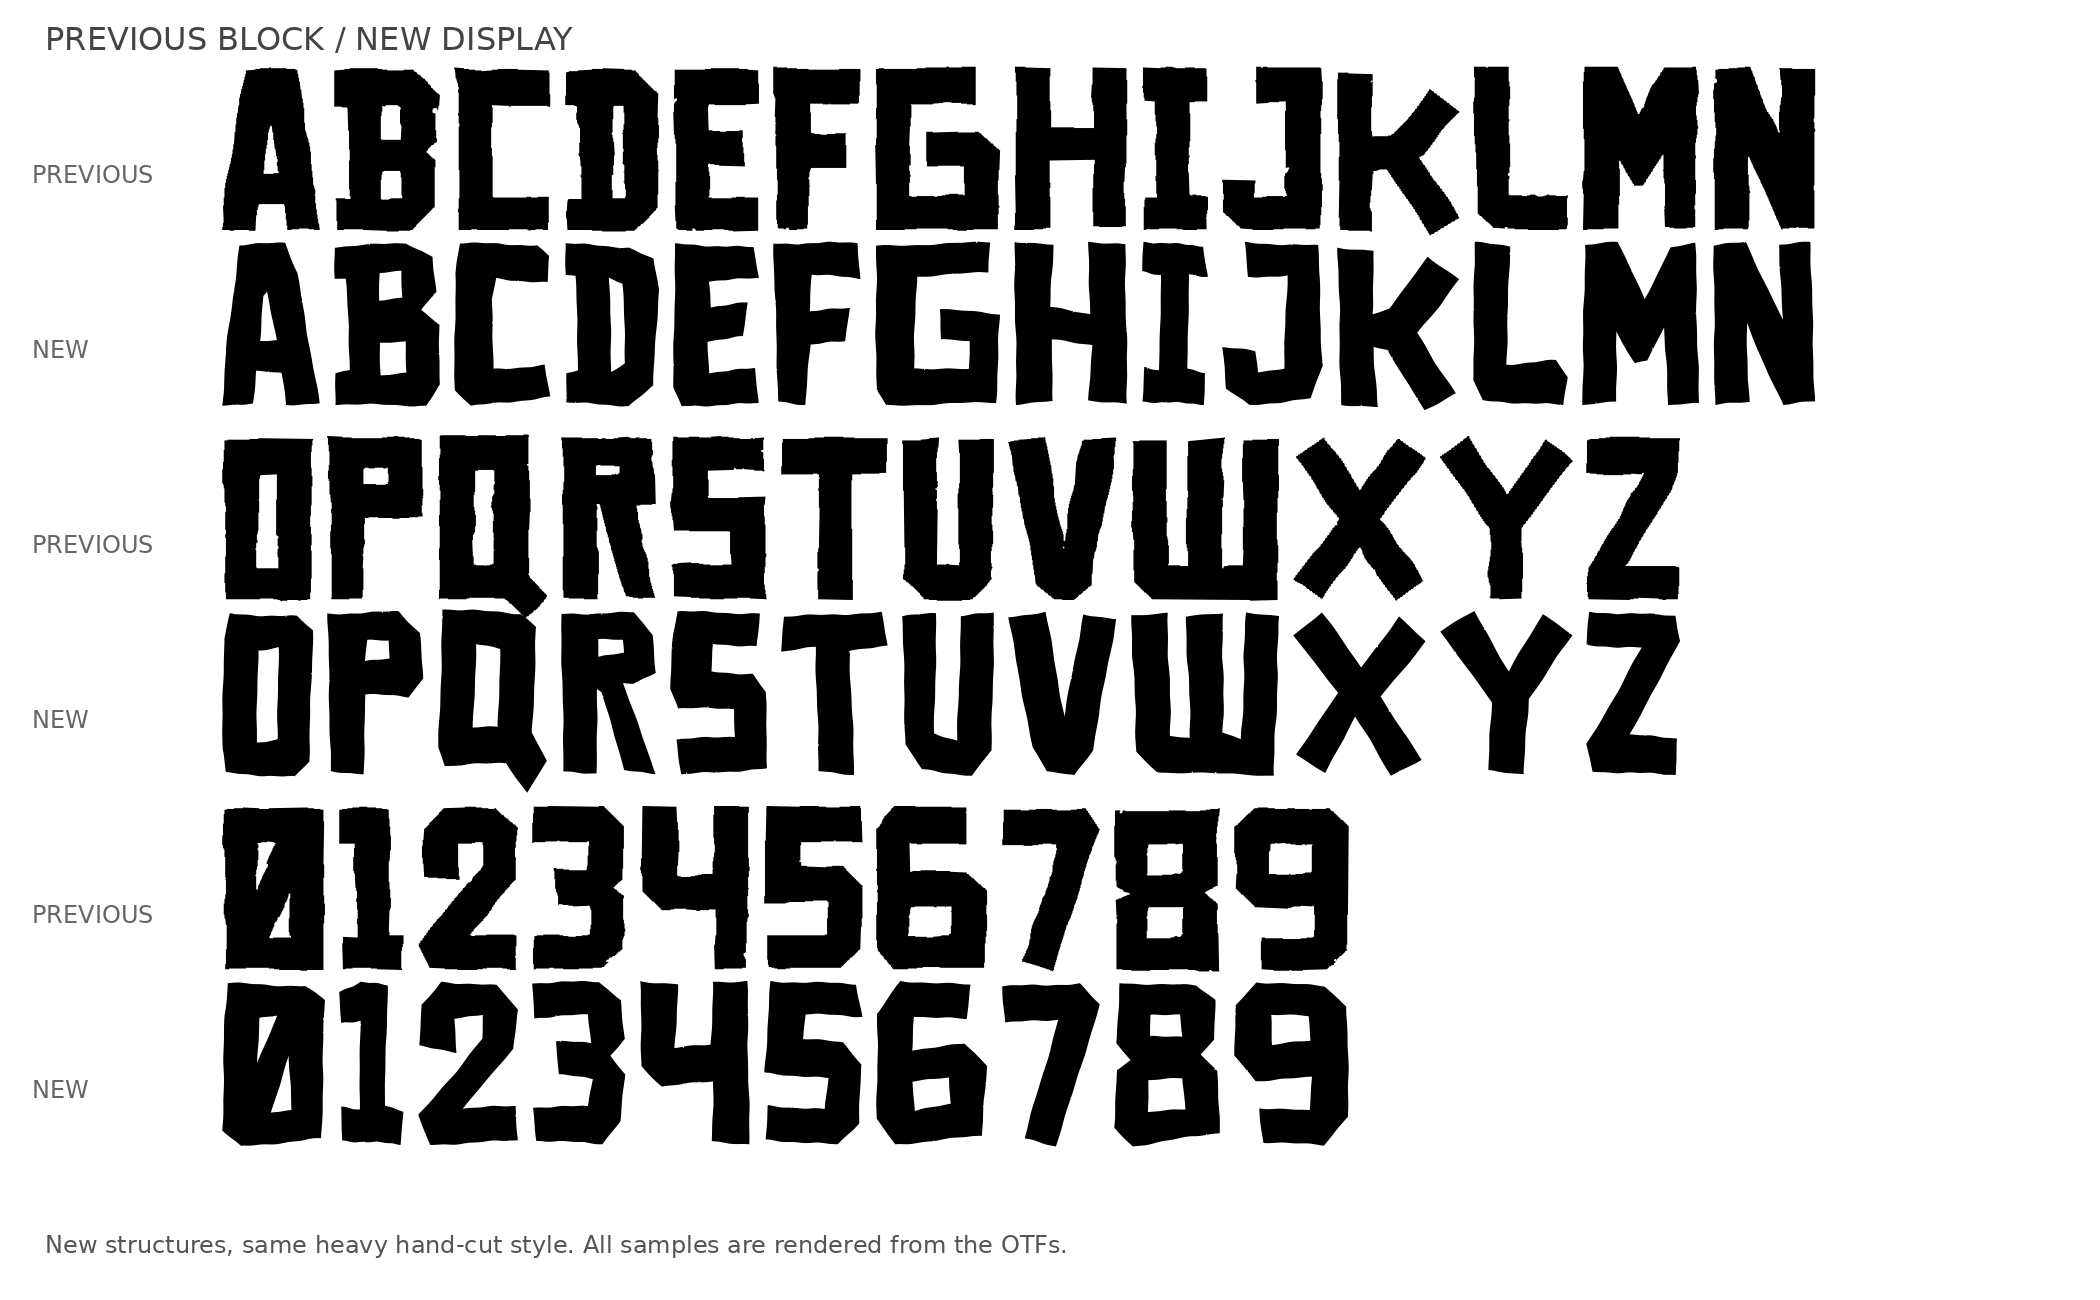 PREVIOUS BLOCK / NEW DISPLAY
PREVIOUS ABCDEFGHIJKLMN
NEW ABCDEFGHIJKLMN
PREVIOUS OPQRSTUVWXYZ
NEW OPQRSTUVWXYZ
PREVIOUS 0123456789
NEW 0123456789
New structures, same heavy hand-cut style. All samples are rendered from the OTFs.